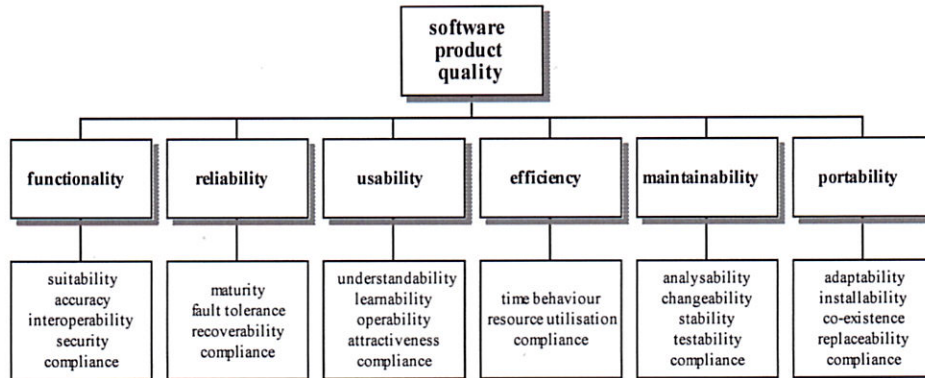 software
product
quality
functionality
reliability
usability
efficiency
maintainability
portability
suitability
accuracy
interoperability
security
compliance
maturity
fault tolerance
recoverability
compliance
understandability
learnability
operability
attractiveness
compliance
time behaviour
resource utilisation
compliance
analysability
changeability
stability
testability
compliance
adaptability
installability
co-existence
replaceability
compliance